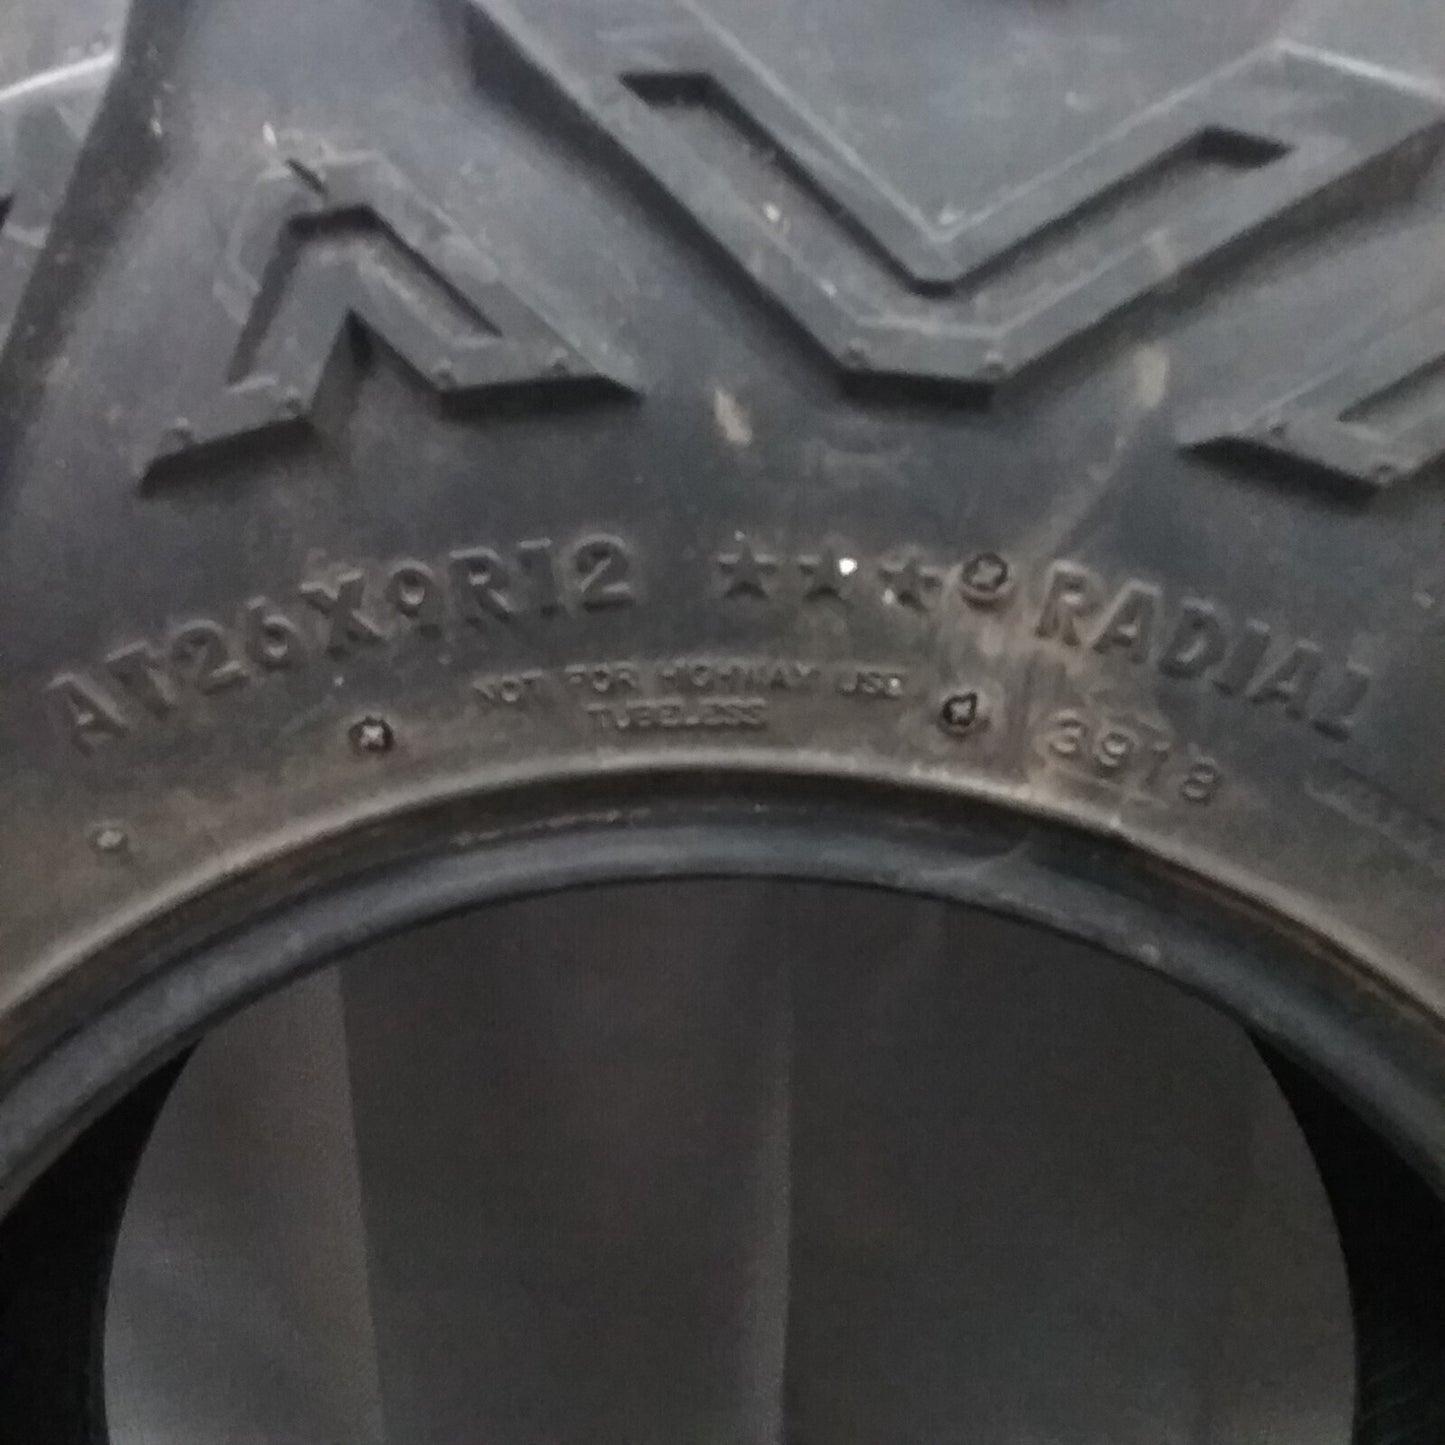 AT26X9R12 ★★★ RADIAL
NOT FOR HIGHWAY USE
TUBELESS
3918